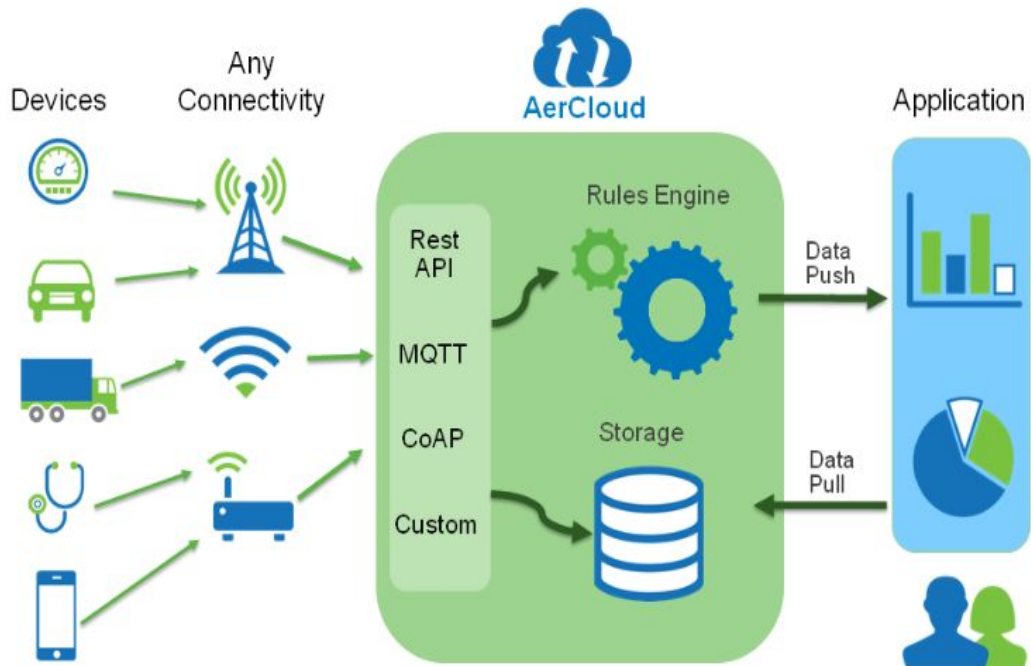 Devices
Any
Connectivity
AerCloud
Application
Rest
API
MQTT
CoAP
Custom
Rules Engine
Storage
Data
Push
Data
Pull